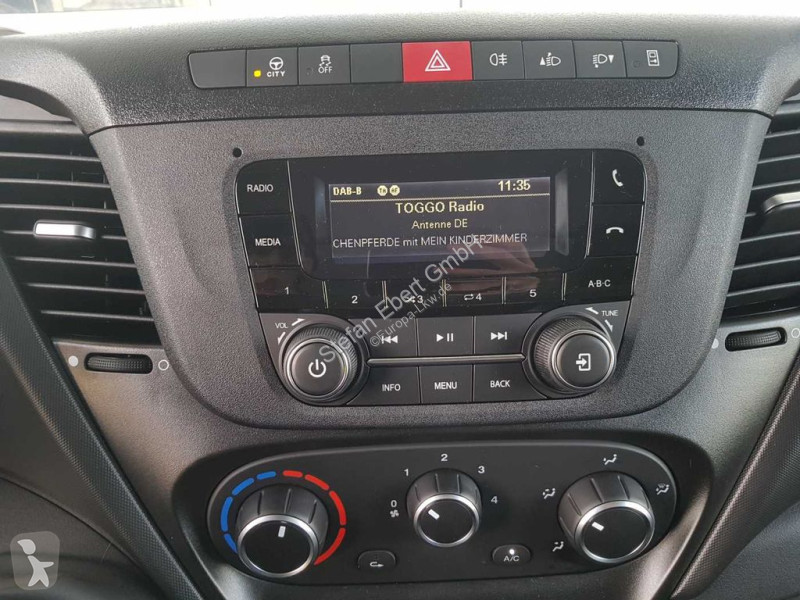 CITY
OFF
RADIO
MEDIA
DAB-B
11:35
TOGGO Radio
Antenne DE
CHENPFERDE mit MEIN KINDERZIMMER
1
2
3
4
5
A·B·C
VOL
TUNE
INFO
MENU
BACK
Stefan Ebert GmbH
©Europa-Lkw.de
0
1
2
3
4
A/C